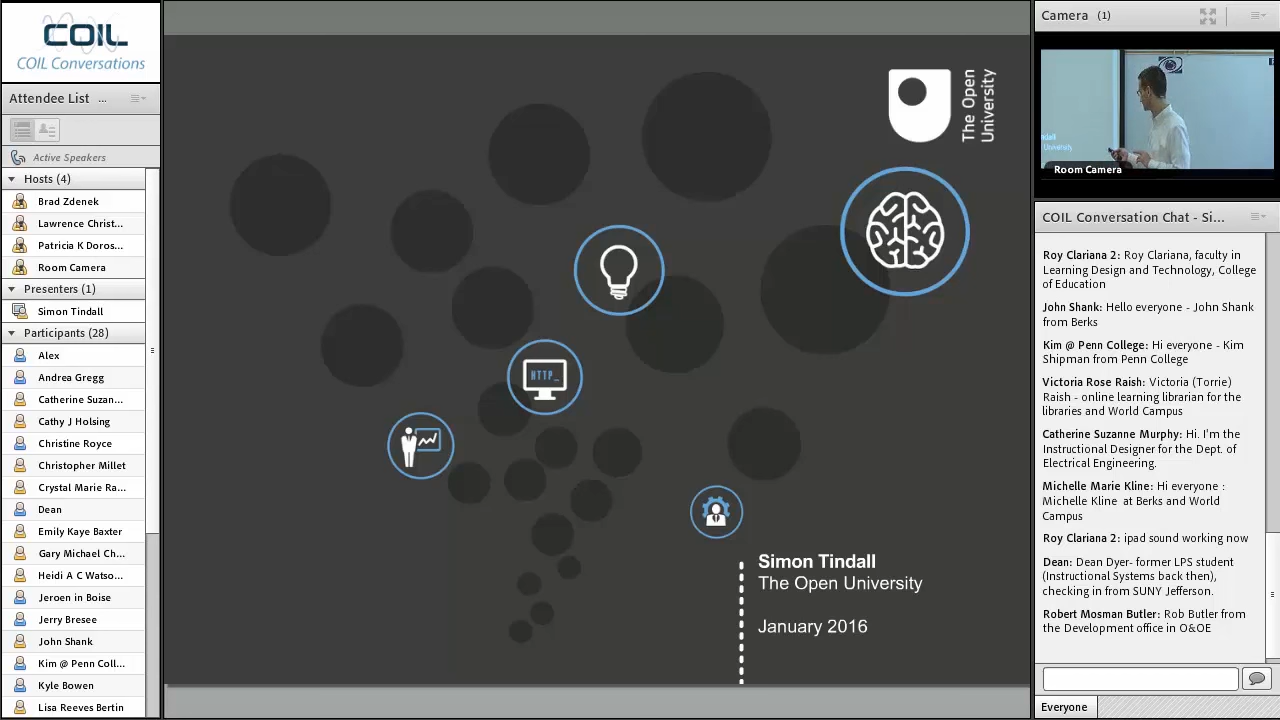 COIL
COIL Conversations
Attendee List ...
Active Speakers
Hosts (4)
Brad Zdenek
Lawrence Christ...
Patricia K Doros...
Room Camera
Presenters (1)
Simon Tindall
Participants (28)
Alex
Andrea Gregg
Catherine Suzan...
Cathy J Holsing
Christine Royce
Christopher Millet
Crystal Marie Ra...
Dean
Emily Kaye Baxter
Gary Michael Ch...
Heidi A C Watso...
Jeroen in Boise
Jerry Bresee
John Shank
Kim @ Penn Coll...
Kyle Bowen
Lisa Reeves Bertin
The Open
University
HTTP_
Simon Tindall
The Open University
January 2016
Camera (1)
ndall
University
Room Camera
COIL Conversation Chat - Si...
Roy Clariana 2: Roy Clariana, faculty in
Learning Design and Technology, College
of Education
John Shank: Hello everyone - John Shank
from Berks
Kim @ Penn College: Hi everyone - Kim
Shipman from Penn College
Victoria Rose Raish: Victoria (Torrie)
Raish - online learning librarian for the
libraries and World Campus
Catherine Suzanne Murphy: Hi. I'm the
Instructional Designer for the Dept. of
Electrical Engineering.
Michelle Marie Kline: Hi everyone :
Michelle Kline at Berks and World
Campus
Roy Clariana 2: ipad sound working now
Dean: Dean Dyer- former LPS student
(Instructional Systems back then),
checking in from SUNY Jefferson.
Robert Mosman Butler: Rob Butler from
the Development office in O&OE
Everyone